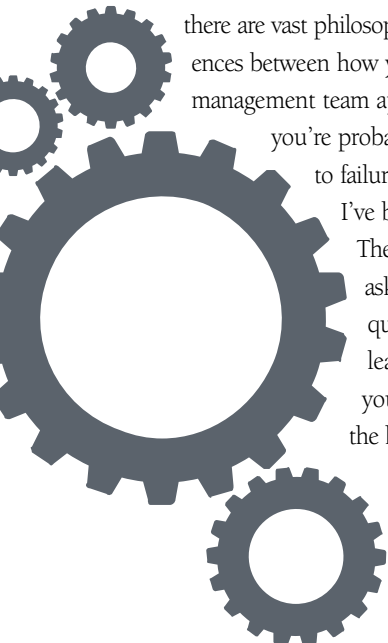 there are vast philosop
ences between how y
management team ap
you're proba
to failur
I've b
The
ask
qu
lea
you
the l